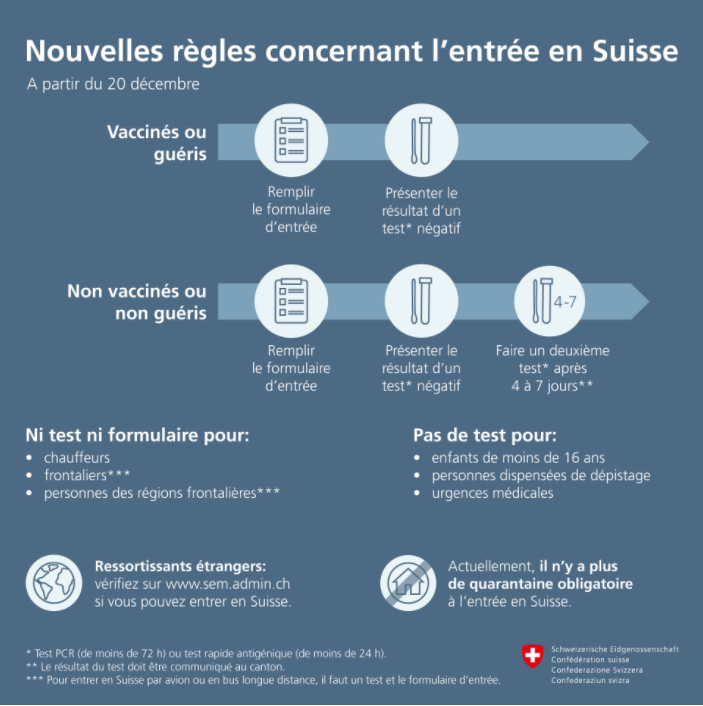 Nouvelles règles concernant l'entrée en Suisse
A partir du 20 décembre
Vaccinés ou
guéris
Remplir
le formulaire
d'entrée
Présenter le
résultat d'un
test* négatif
Non vaccinés ou
non guéris
4-7
Remplir
le formulaire
d'entrée
Présenter le
résultat d'un
test* négatif
Faire un deuxième
test* après
4 à 7 jours**
Ni test ni formulaire pour:
• chauffeurs
• frontaliers***
• personnes des régions frontalières***
Pas de test pour:
• enfants de moins de 16 ans
• personnes dispensées de dépistage
• urgences médicales
Ressortissants étrangers:
vérifiez sur www.sem.admin.ch
si vous pouvez entrer en Suisse.
Actuellement, il n'y a plus
de quarantaine obligatoire
à l'entrée en Suisse.
* Test PCR (de moins de 72 h) ou test rapide antigénique (de moins de 24 h).
** Le résultat du test doit être communiqué au canton.
*** Pour entrer en Suisse par avion ou en bus longue distance, il faut un test et le formulaire d'entrée.
Schweizerische Eidgenossenschaft
Confédération suisse
Confederazione Svizzera
Confederaziun svizra